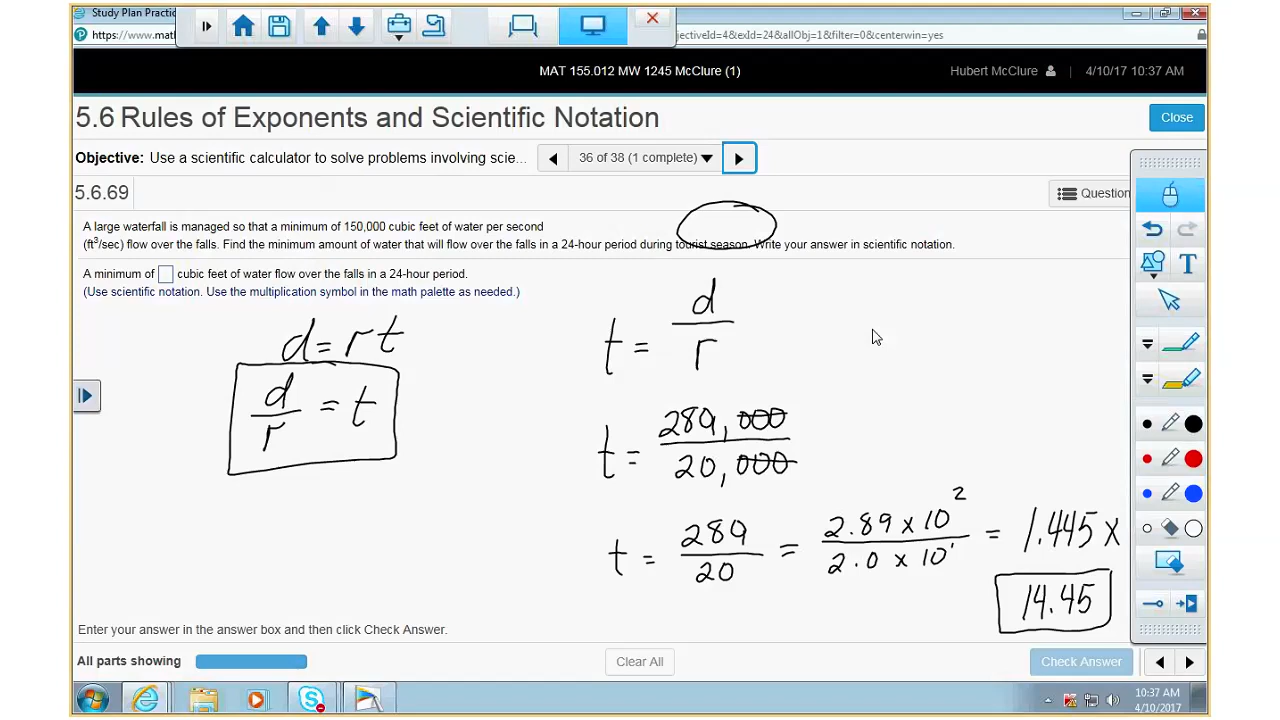 Study Plan Practi
https://www.mat
jectiveId=4&exId=24&allObj=1&filter=0&centerwin=yes
MAT 155.012 MW 1245 McClure (1)
Hubert McClure
4/10/17 10:37 AM
5.6 Rules of Exponents and Scientific Notation
Close
Objective: Use a scientific calculator to solve problems involving scie...
36 of 38 (1 complete)
5.6.69
Question
A large waterfall is managed so that a minimum of 150,000 cubic feet of water per second
(ft³/sec) flow over the falls. Find the minimum amount of water that will flow over the falls in a 24-hour period during tourist season. Write your answer in scientific notation.
A minimum of cubic feet of water flow over the falls in a 24-hour period.
(Use scientific notation. Use the multiplication symbol in the math palette as needed.)
d = rt
d/r = t
t = d/r
t = 289,000/20,000
t = 289/20 = 2.89 x 10² / 2.0 x 10¹ = 1.445 x
14.45
T
Enter your answer in the answer box and then click Check Answer.
All parts showing
Clear All
Check Answer
10:37 AM
4/10/2017